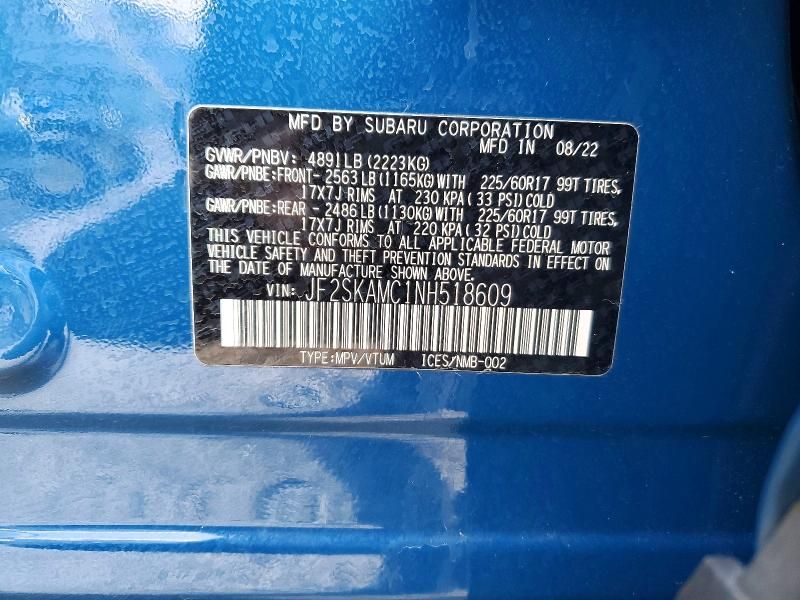 MFD BY SUBARU CORPORATION
MFD IN 08/22
GVWR/PNBV: 4891LB (2223KG)
GAWR/PNBE:FRONT- 2563LB (1165KG) WITH 225/60R17 99T TIRES,
17X7J RIMS AT 230 KPA( 33 PSI) COLD
GAWR/PNBE:REAR - 2486LB (1130KG) WITH 225/60R17 99T TIRES,
17X7J RIMS AT 220 KPA( 32 PSI) COLD
THIS VEHICLE CONFORMS TO ALL APPLICABLE FEDERAL MOTOR
VEHICLE SAFETY AND THEFT PREVENTION STANDARDS IN EFFECT ON
THE DATE OF MANUFACTURE SHOWN ABOVE.
VIN: JF2SKAMC1NH518609
TYPE:MPV/VTUM ICES/NMB-002